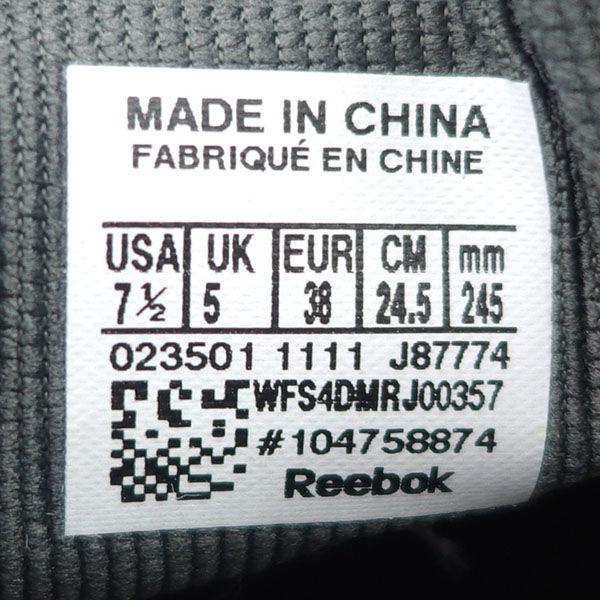 MADE IN CHINA
FABRIQUÉ EN CHINE
USA UK EUR CM mm
7½ 5 38 24.5 245
023501 1111 J87774
WFS4DMRJ00357
#104758874
Reebok